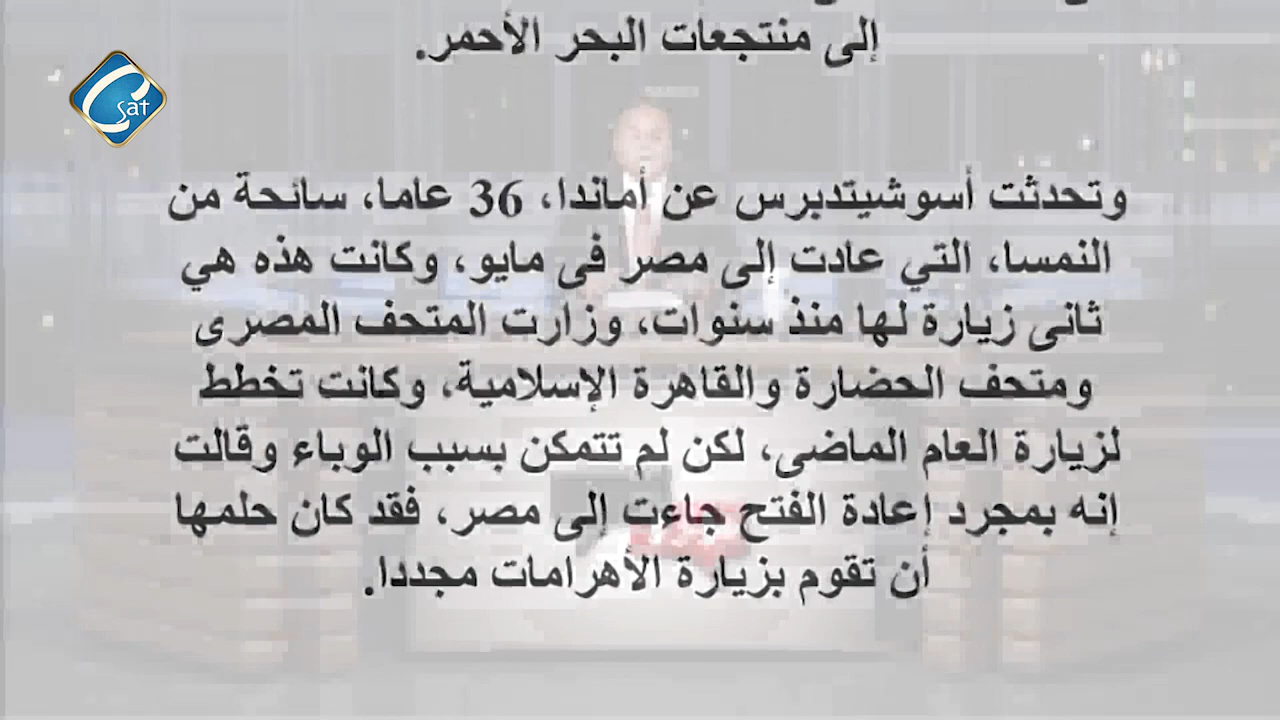 إلى منتجعات البحر الأحمر.
وتحدثت أسوشيتدبرس عن أماندا، 36 عاما، سائحة من
النمسا، التي عادت إلى مصر فى مايو، وكانت هذه هي
ثانى زيارة لها منذ سنوات، وزارت المتحف المصرى
ومتحف الحضارة والقاهرة الإسلامية، وكانت تخطط
لزيارة العام الماضى، لكن لم تتمكن بسبب الوباء وقالت
إنه بمجرد إعادة الفتح جاءت إلى مصر، فقد كان حلمها
أن تقوم بزيارة الأهرامات مجددا.
C sat